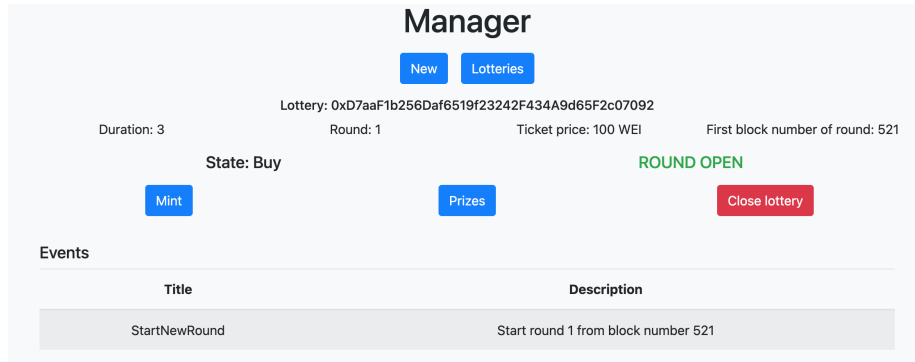 Manager
New Lotteries
Lottery: 0xD7aaF1b256Daf6519f23242F434A9d65F2c07092
Duration: 3 Round: 1 Ticket price: 100 WEI First block number of round: 521
State: Buy ROUND OPEN
Mint Prizes Close lottery
Events
Title Description
StartNewRound Start round 1 from block number 521